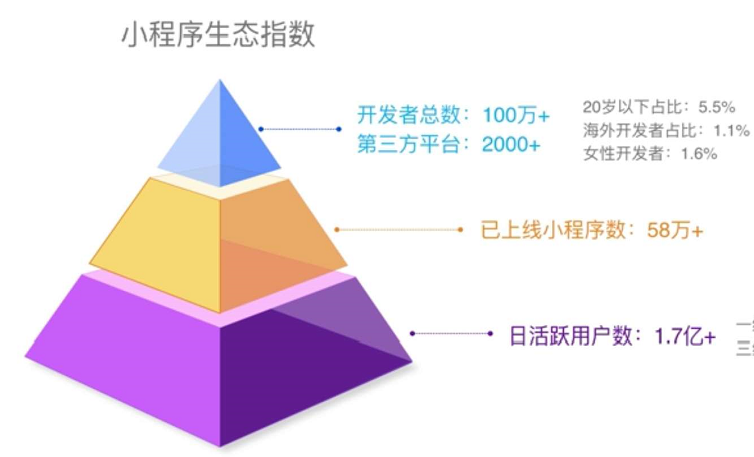 小程序生态指数
开发者总数：100万+
第三方平台：2000+
20岁以下占比：5.5%
海外开发者占比：1.1%
女性开发者：1.6%
已上线小程序数：58万+
日活跃用户数：1.7亿+
一
三